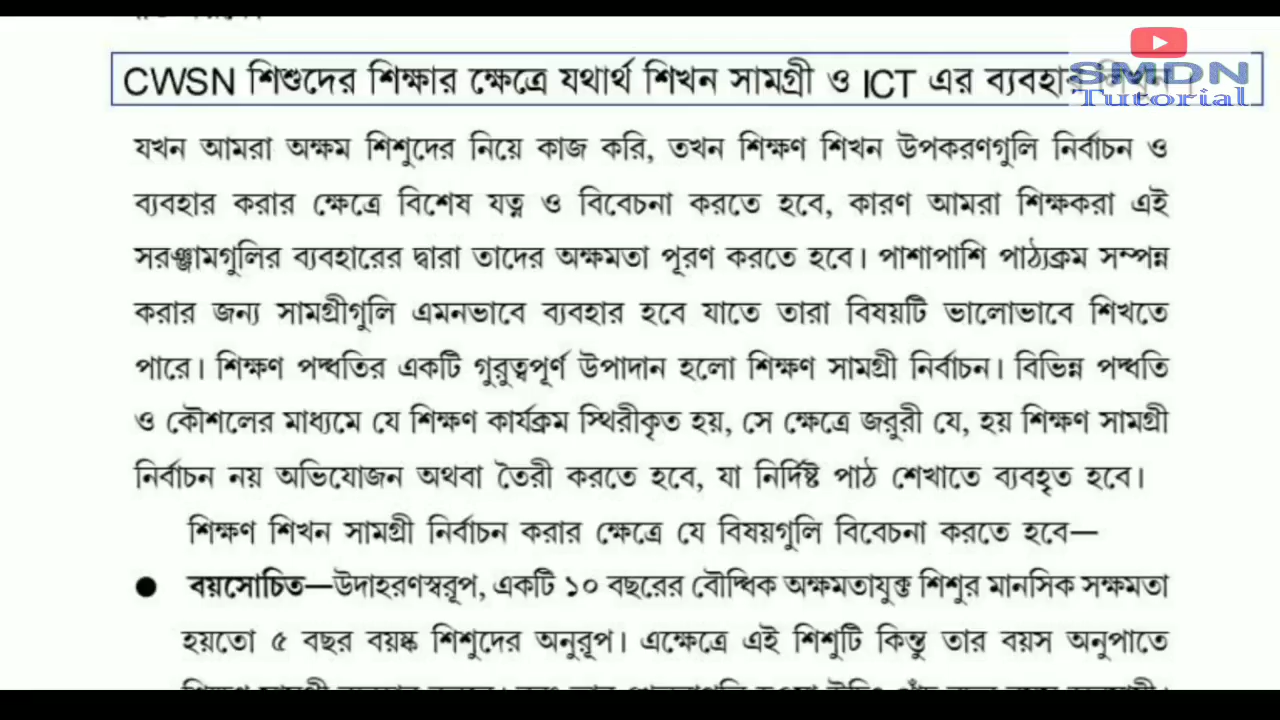 CWSN শিশুদের শিক্ষার ক্ষেত্রে যথার্থ শিখন সামগ্রী ও ICT এর ব্যবহার
SMDN
Tutorial
যখন আমরা অক্ষম শিশুদের নিয়ে কাজ করি, তখন শিক্ষণ শিখন উপকরণগুলি নির্বাচন ও
ব্যবহার করার ক্ষেত্রে বিশেষ যত্ন ও বিবেচনা করতে হবে, কারণ আমরা শিক্ষকরা এই
সরঞ্জামগুলির ব্যবহারের দ্বারা তাদের অক্ষমতা পূরণ করতে হবে। পাশাপাশি পাঠ্যক্রম সম্পন্ন
করার জন্য সামগ্রীগুলি এমনভাবে ব্যবহার হবে যাতে তারা বিষয়টি ভালোভাবে শিখতে
পারে। শিক্ষণ পদ্ধতির একটি গুরুত্বপূর্ণ উপাদান হলো শিক্ষণ সামগ্রী নির্বাচন। বিভিন্ন পদ্ধতি
ও কৌশলের মাধ্যমে যে শিক্ষণ কার্যক্রম স্থিরীকৃত হয়, সে ক্ষেত্রে জরুরী যে, হয় শিক্ষণ সামগ্রী
নির্বাচন নয় অভিযোজন অথবা তৈরী করতে হবে, যা নির্দিষ্ট পাঠ শেখাতে ব্যবহৃত হবে।
শিক্ষণ শিখন সামগ্রী নির্বাচন করার ক্ষেত্রে যে বিষয়গুলি বিবেচনা করতে হবে—
● বয়সোচিত—উদাহরণস্বরূপ, একটি ১০ বছরের বৌদ্ধিক অক্ষমতাযুক্ত শিশুর মানসিক সক্ষমতা
হয়তো ৫ বছর বয়স্ক শিশুদের অনুরূপ। এক্ষেত্রে এই শিশুটি কিন্তু তার বয়স অনুপাতে